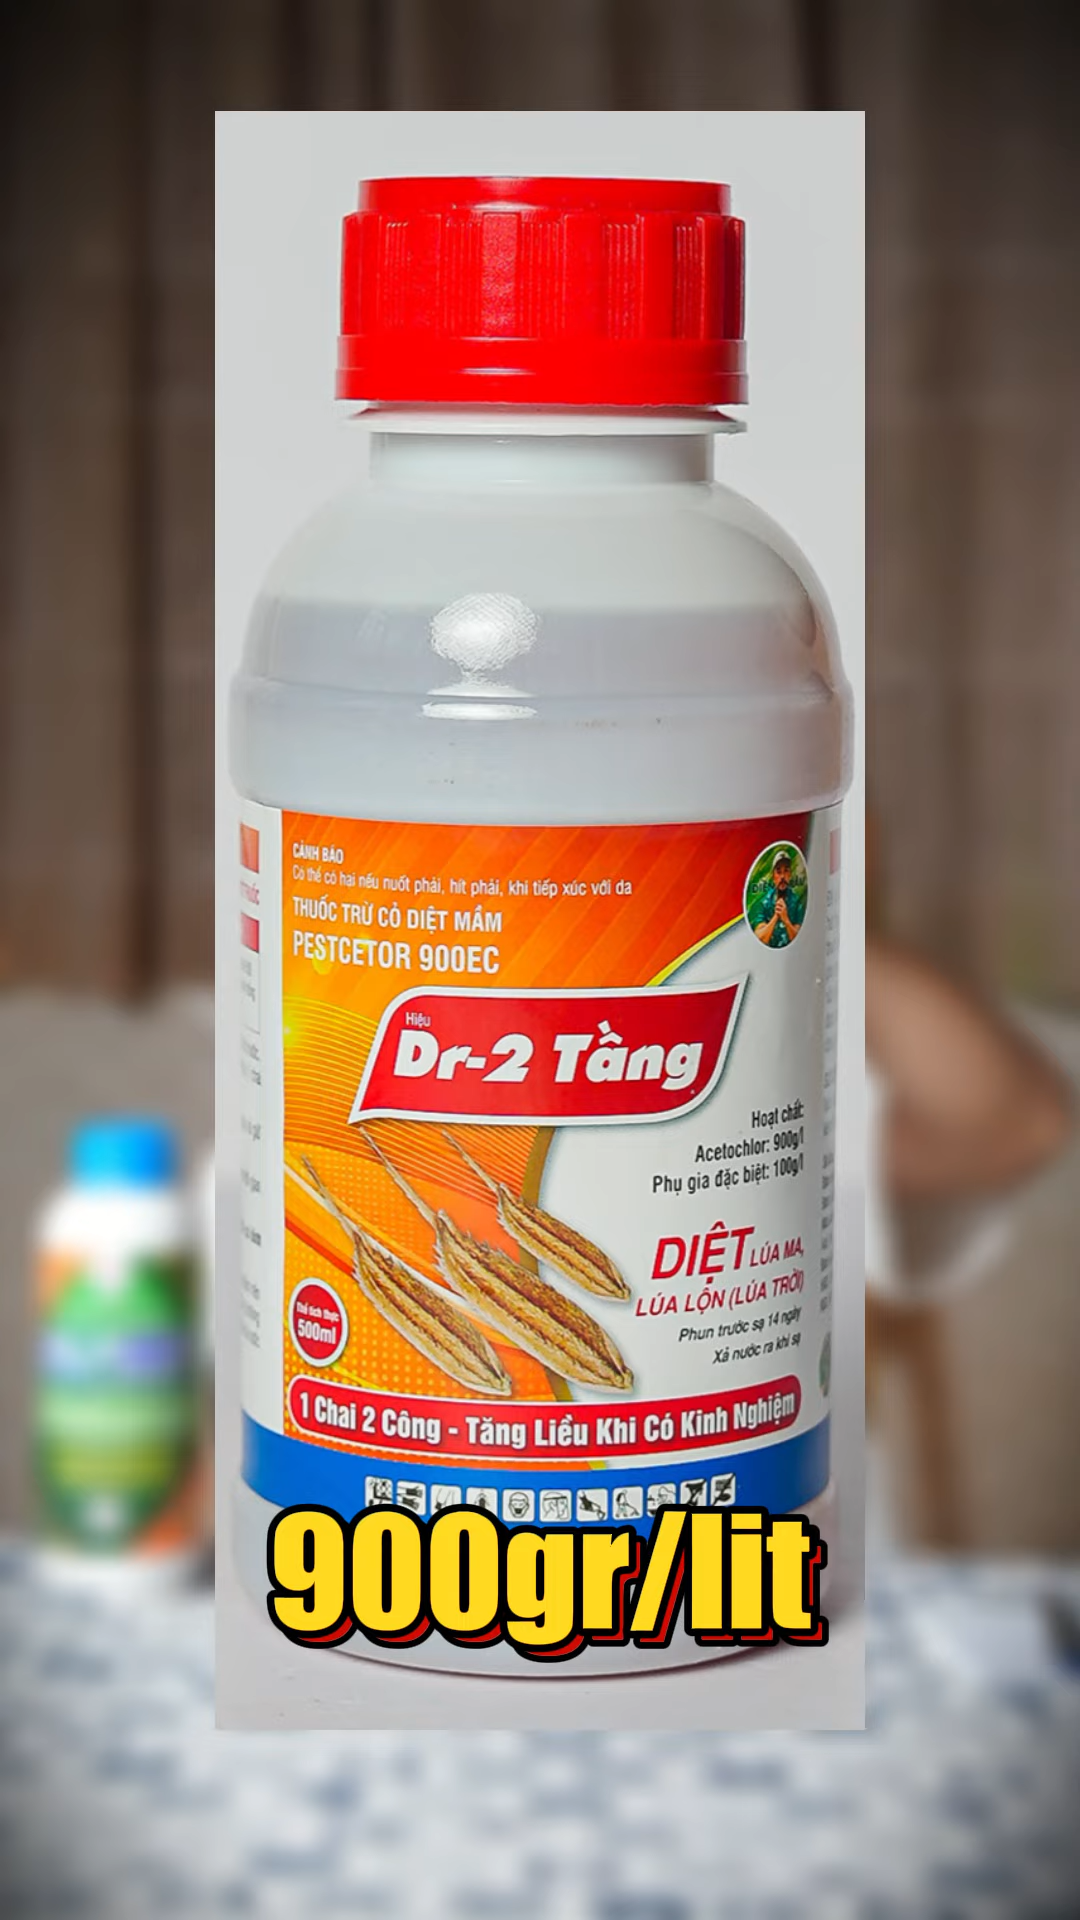 CẢNH BÁO
Có thể có hại nếu nuốt phải, hít phải, khi tiếp xúc với da
THUỐC TRỪ CỎ DIỆT MẦM
PESTCETOR 900EC
Hiệu
Dr-2 Tầng
Hoạt chất:
Acetochlor: 900g/l
Phụ gia đặc biệt: 100g/l
DIỆT LÚA MA,
LÚA LỘN (LÚA TRỜI)
Phun trước sạ 14 ngày
Xả nước ra khi sạ
Thể tích thực
500ml
1 Chai 2 Công - Tăng Liều Khi Có Kinh Nghiệm
900gr/lit